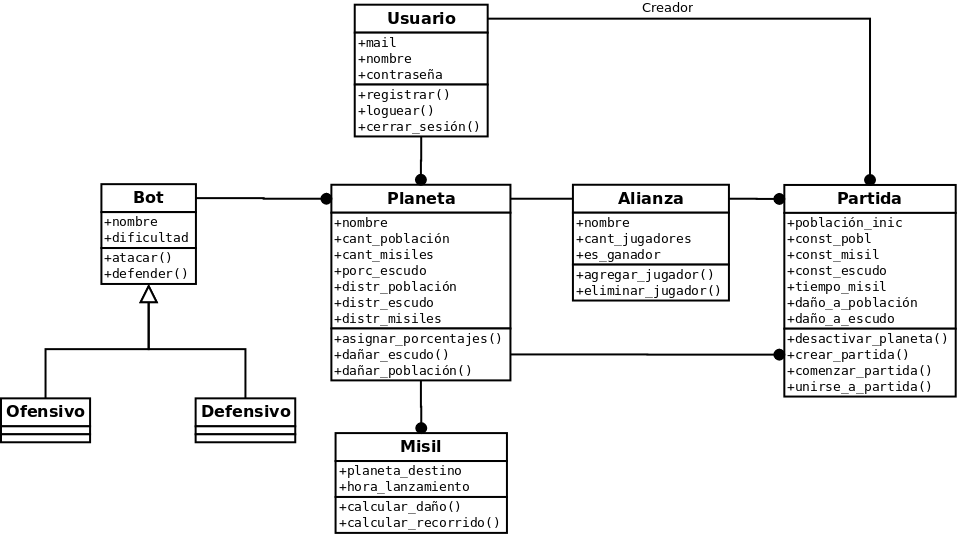 Creador
Usuario
+mail
+nombre
+contraseña
+registrar()
+loguear()
+cerrar_sesión()
Bot
+nombre
+dificultad
+atacar()
+defender()
Planeta
+nombre
+cant_población
+cant_misiles
+porc_escudo
+distr_población
+distr_escudo
+distr_misiles
+asignar_porcentajes()
+dañar_escudo()
+dañar_población()
Alianza
+nombre
+cant_jugadores
+es_ganador
+agregar_jugador()
+eliminar_jugador()
Partida
+población_inic
+const_pobl
+const_misil
+const_escudo
+tiempo_misil
+daño_a_población
+daño_a_escudo
+desactivar_planeta()
+crear_partida()
+comenzar_partida()
+unirse_a_partida()
Ofensivo
Defensivo
Misil
+planeta_destino
+hora_lanzamiento
+calcular_daño()
+calcular_recorrido()